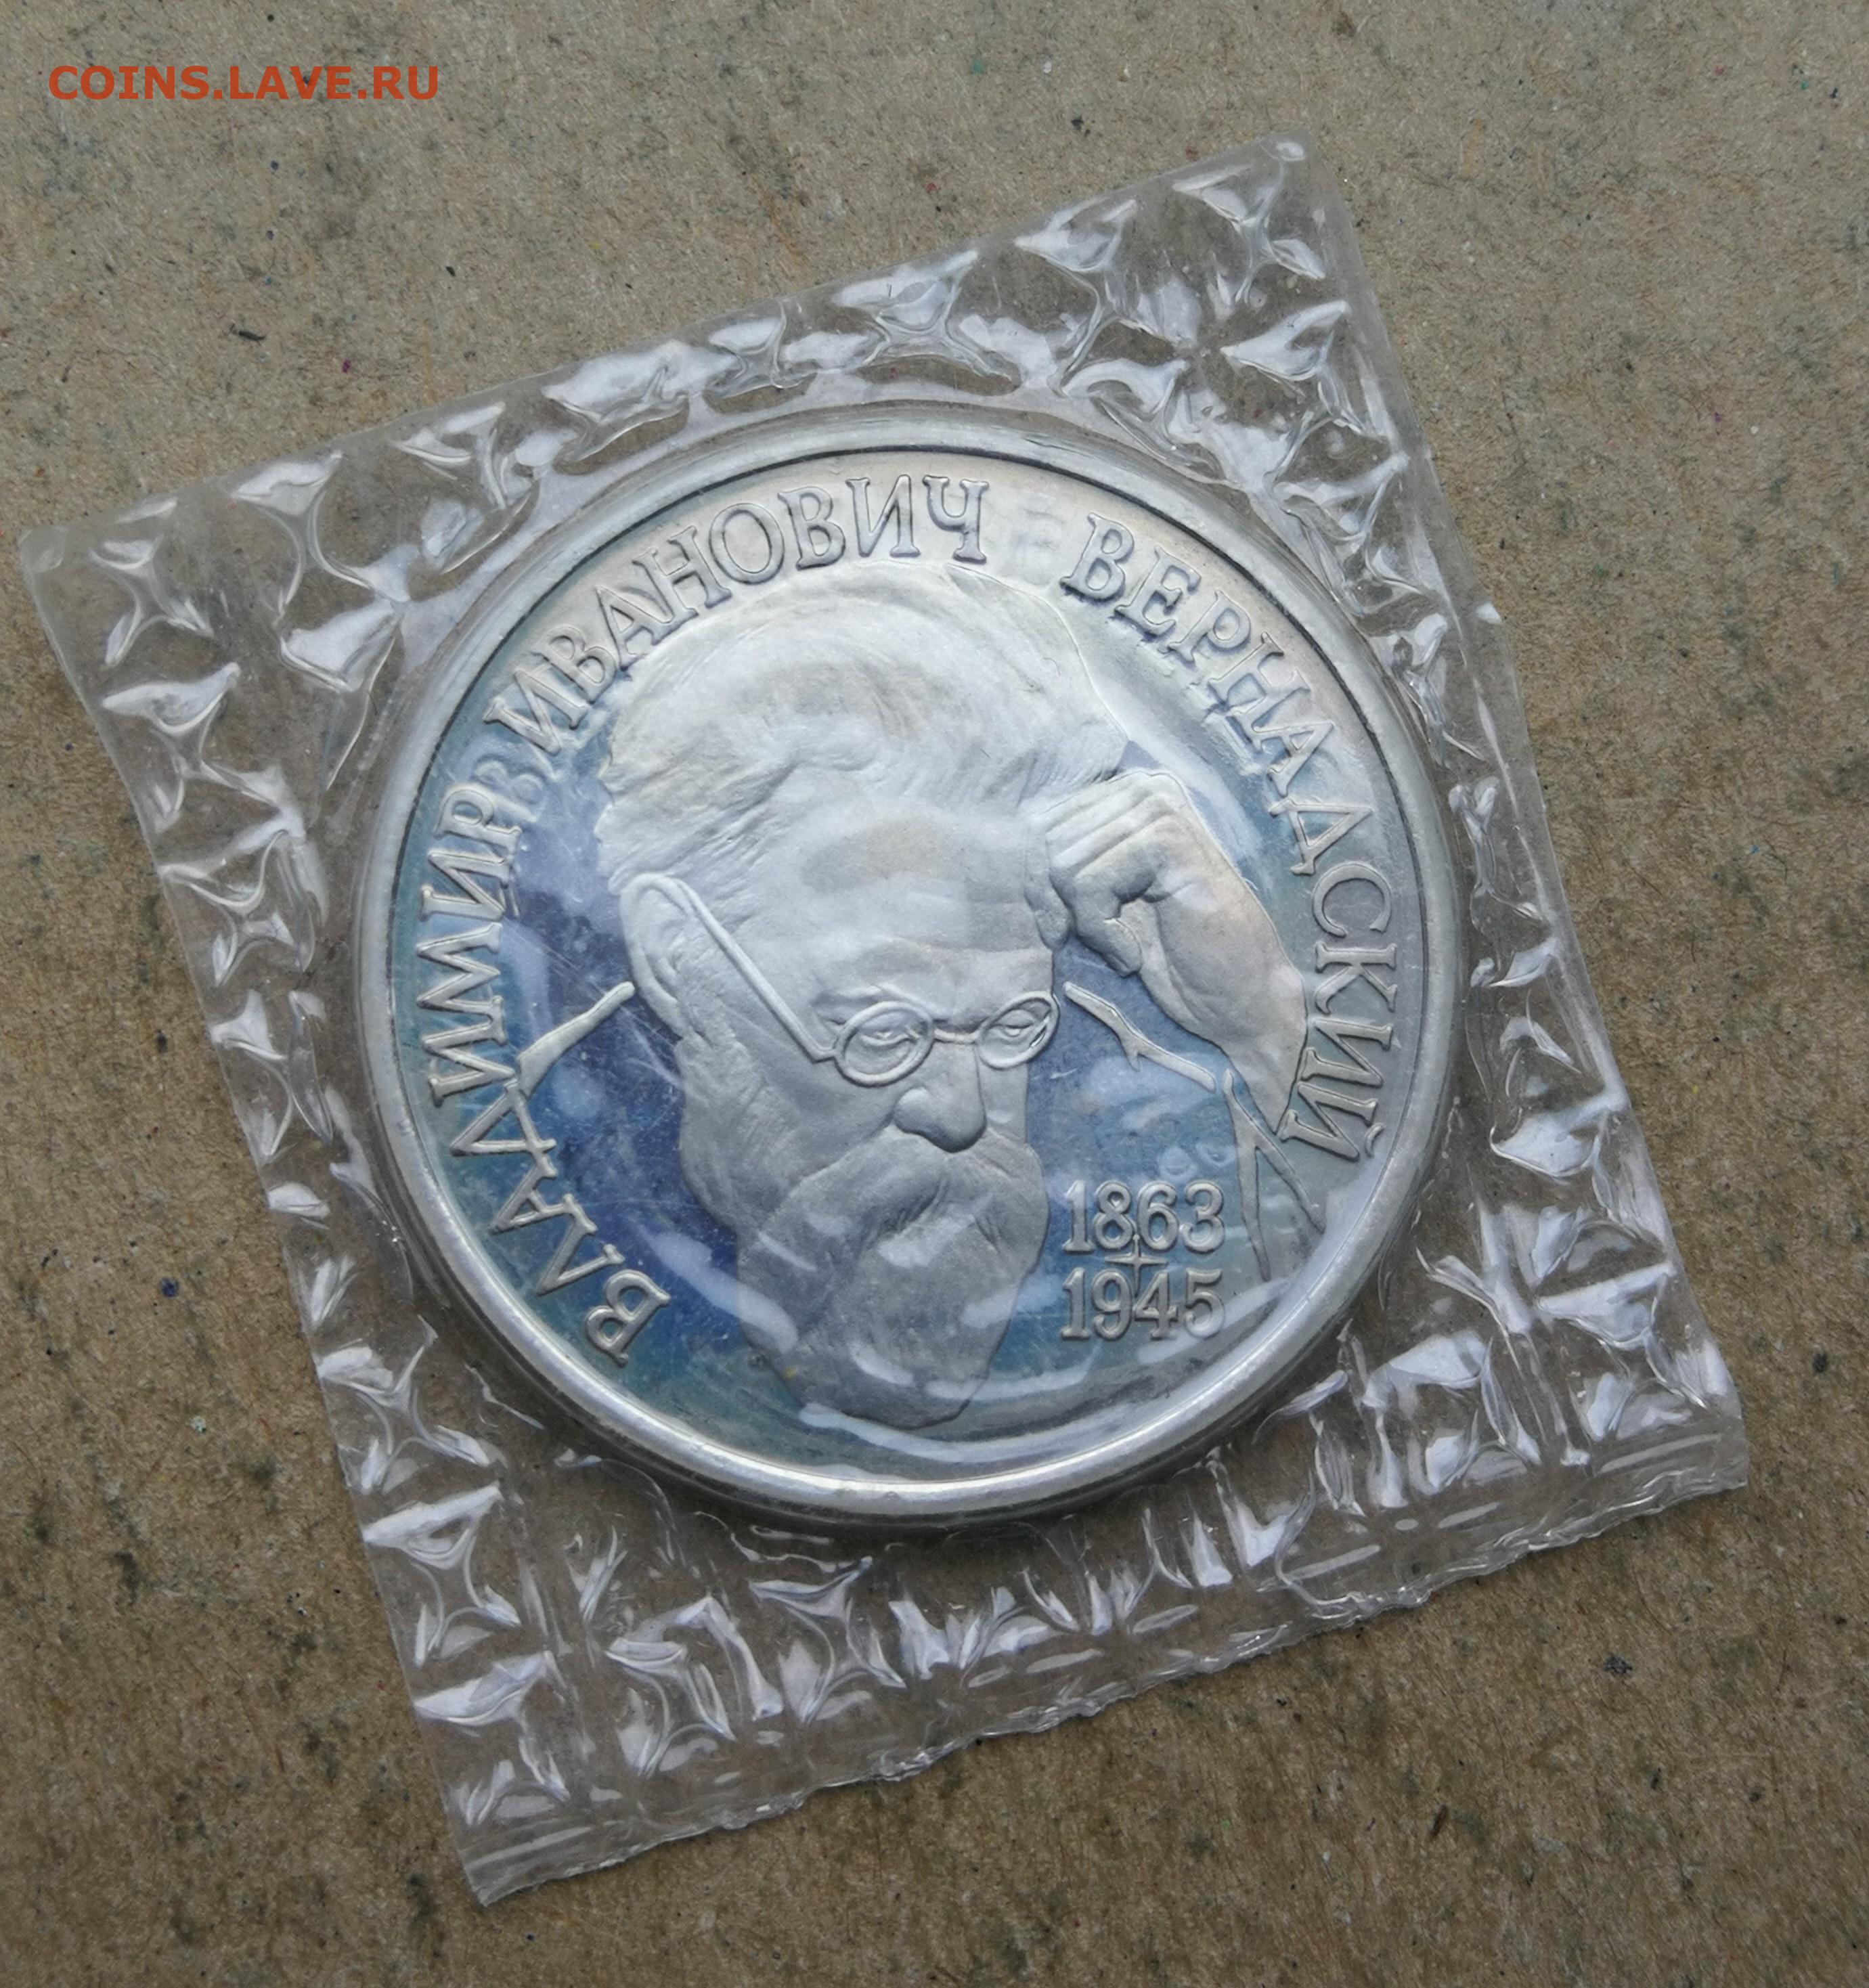 COINS.LAVE.RU
ВЛАДИМИР ИВАНОВИЧ ВЕРНАДСКИЙ
1863
1945